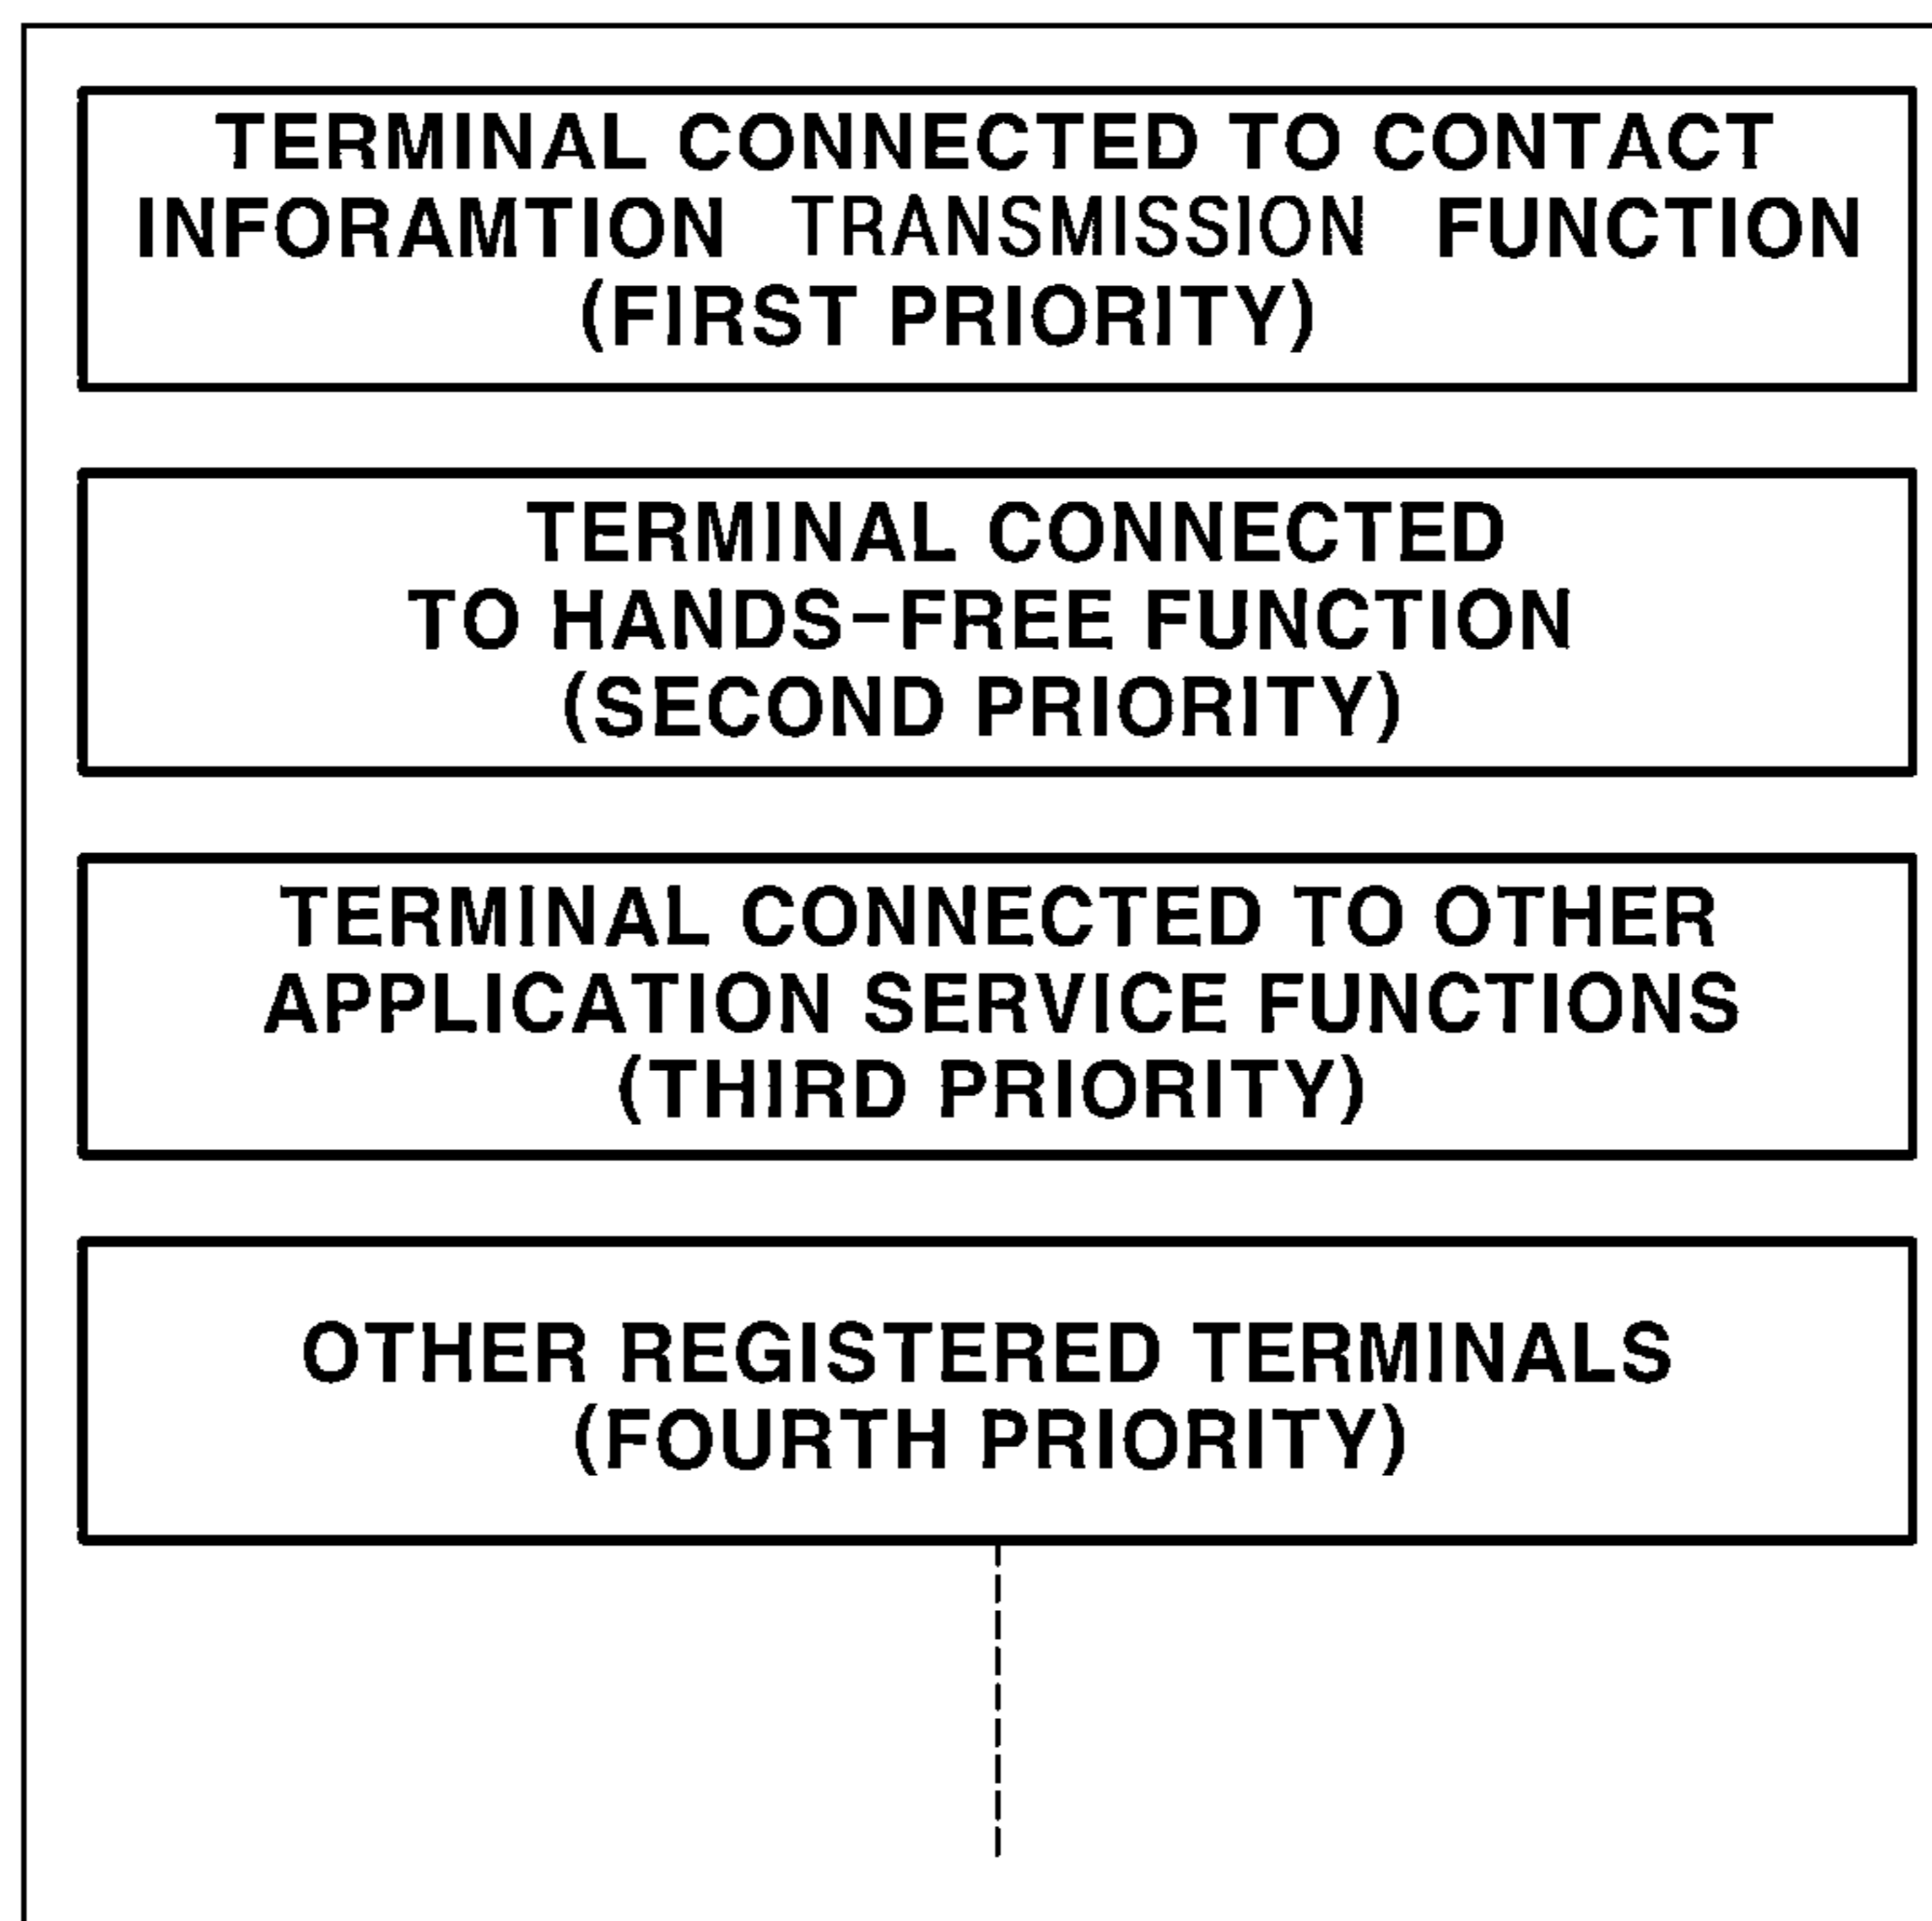 TERMINAL CONNECTED TO CONTACT
INFORAMTION TRANSMISSION FUNCTION
(FIRST PRIORITY)
TERMINAL CONNECTED
TO HANDS-FREE FUNCTION
(SECOND PRIORITY)
TERMINAL CONNECTED TO OTHER
APPLICATION SERVICE FUNCTIONS
(THIRD PRIORITY)
OTHER REGISTERED TERMINALS
(FOURTH PRIORITY)